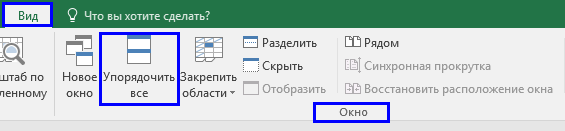 Вид
Что вы хотите сделать?
штаб по
ленному
Новое
окно
Упорядочить
все
Закрепить
области
Разделить
Скрыть
Отобразить
Рядом
Синхронная прокрутка
Восстановить расположение окна
Окно